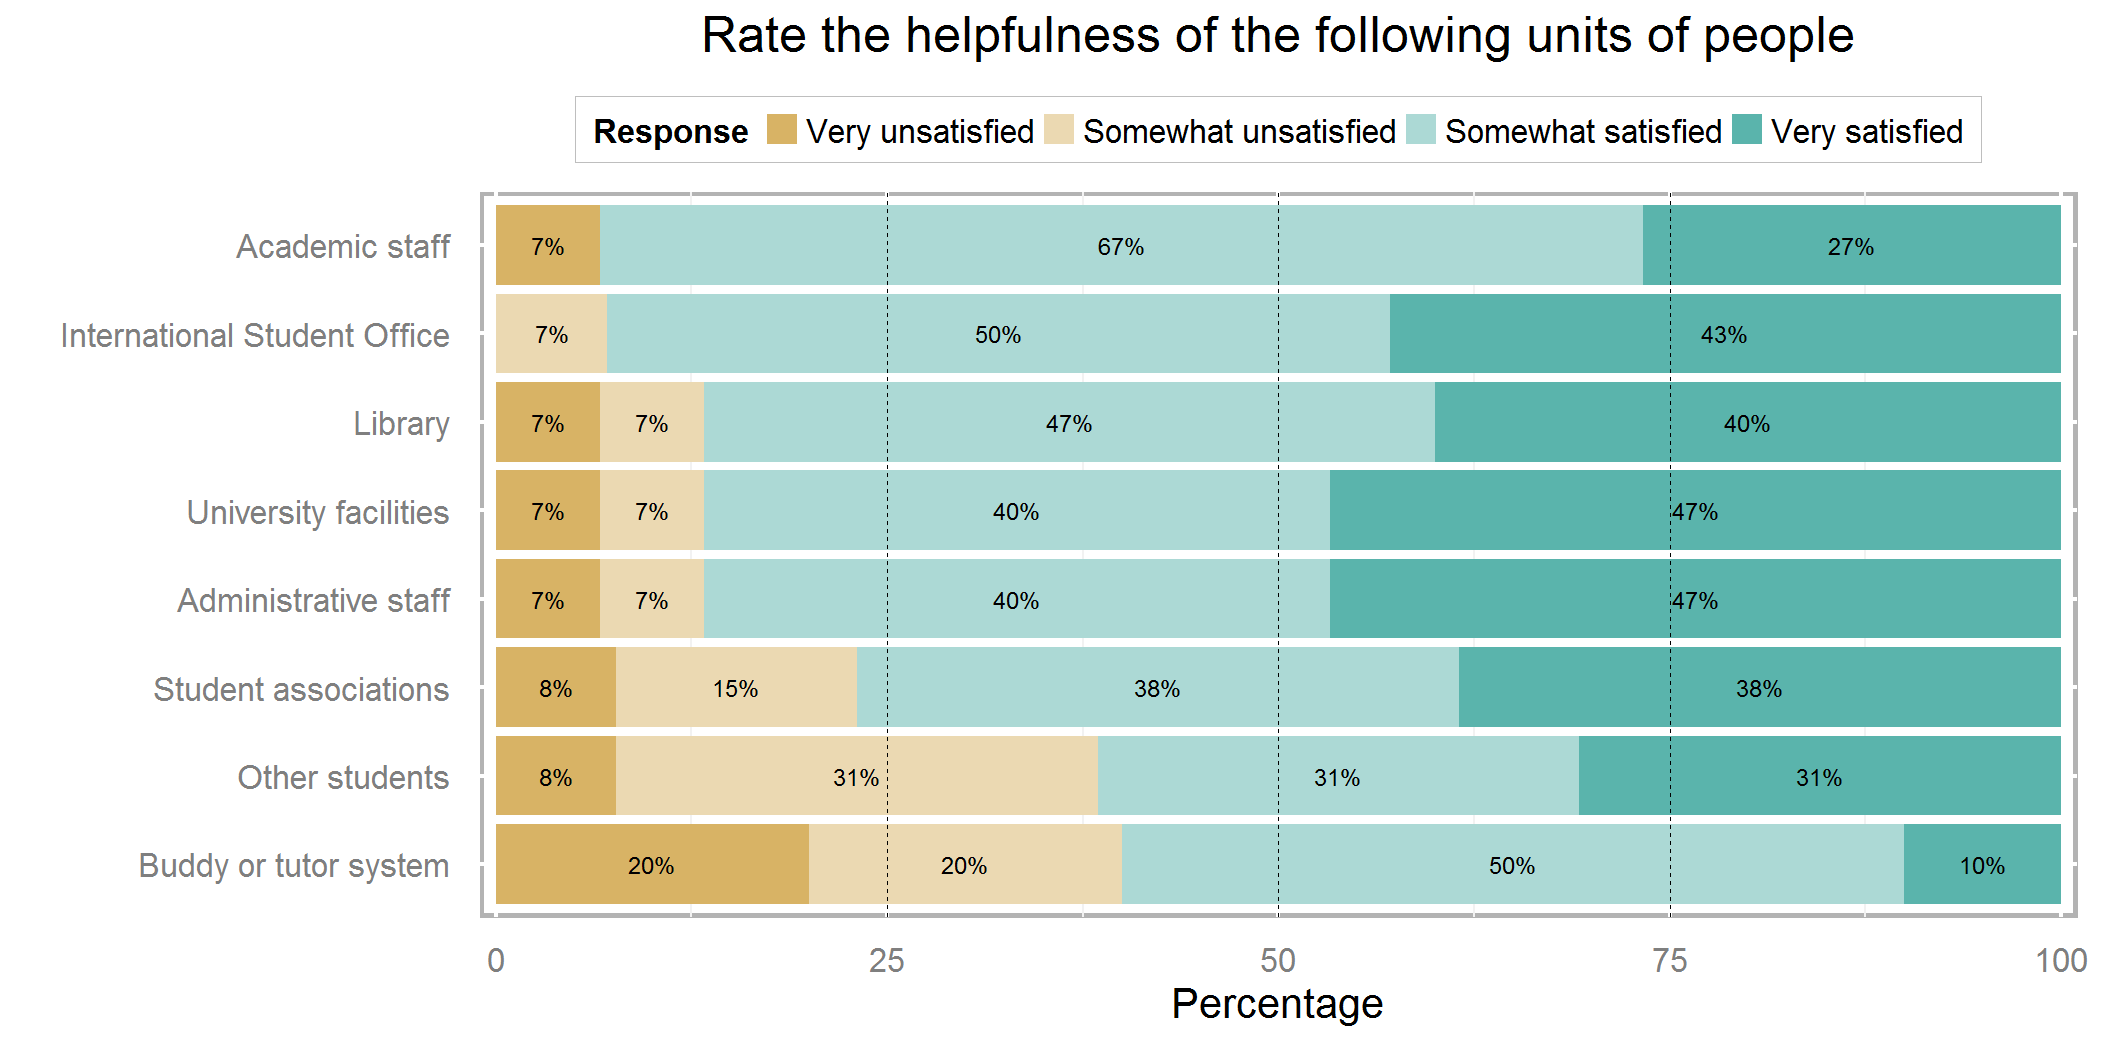 Rate the helpfulness of the following units of people
Response Very unsatisfied Somewhat unsatisfied Somewhat satisfied Very satisfied
Academic staff 7% 67% 27%
International Student Office 7% 50% 43%
Library 7% 7% 47% 40%
University facilities 7% 7% 40% 47%
Administrative staff 7% 7% 40% 47%
Student associations 8% 15% 38% 38%
Other students 8% 31% 31% 31%
Buddy or tutor system 20% 20% 50% 10%
0 25 50 75 100
Percentage